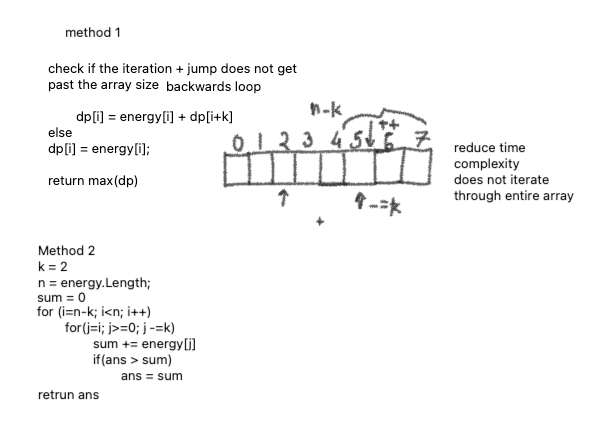 method 1
check if the iteration + jump does not get
past the array size backwards loop
dp[i] = energy[i] + dp[i+k]
else
dp[i] = energy[i];
return max(dp)
n-k
++
0 1 2 3 4 5 6 7
-=k
+
reduce time
complexity
does not iterate
through entire array
Method 2
k = 2
n = energy.Length;
sum = 0
for (i=n-k; i<n; i++)
for(j=i; j>=0; j -=k)
sum += energy[j]
if(ans > sum)
ans = sum
retrun ans